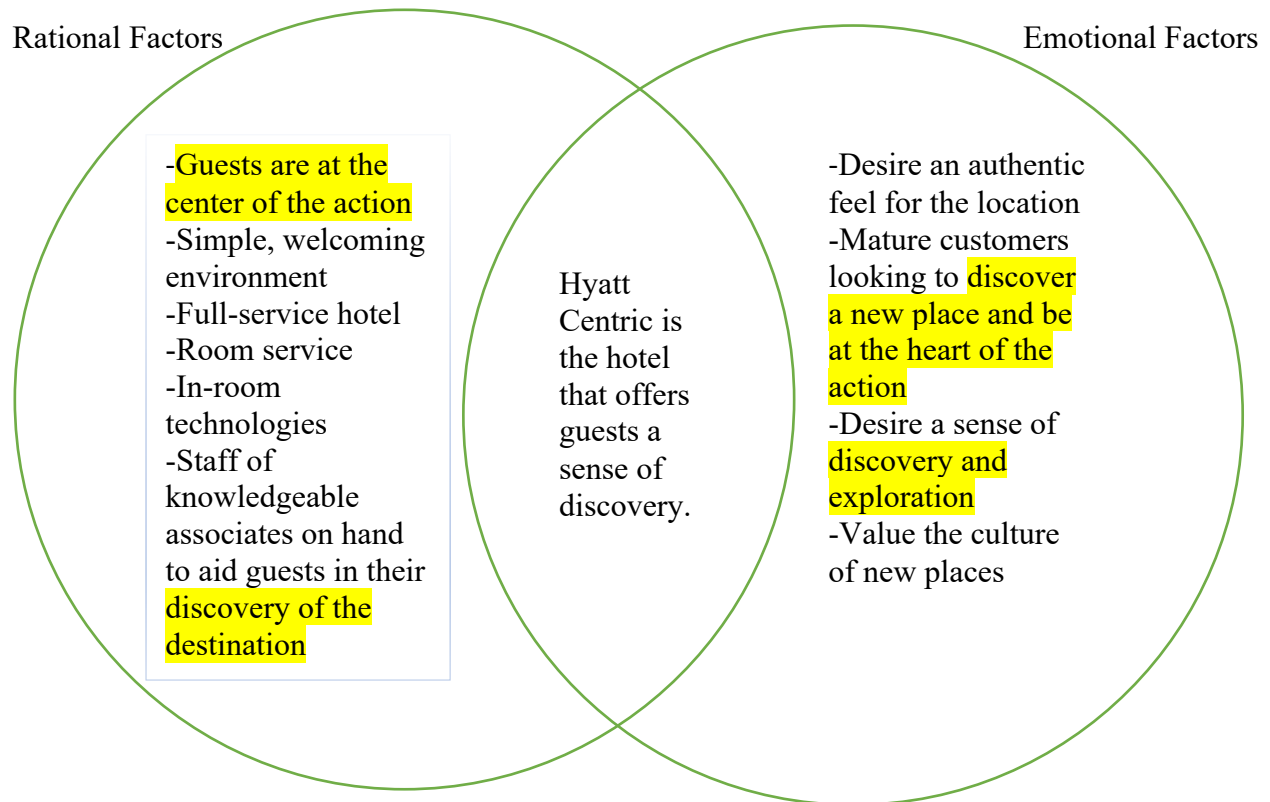 Rational Factors
Emotional Factors
-Guests are at the
center of the action
-Simple, welcoming
environment
-Full-service hotel
-Room service
-In-room
technologies
-Staff of
knowledgeable
associates on hand
to aid guests in their
discovery of the
destination
Hyatt
Centric is
the hotel
that offers
guests a
sense of
discovery.
-Desire an authentic
feel for the location
-Mature customers
looking to discover
a new place and be
at the heart of the
action
-Desire a sense of
discovery and
exploration
-Value the culture
of new places